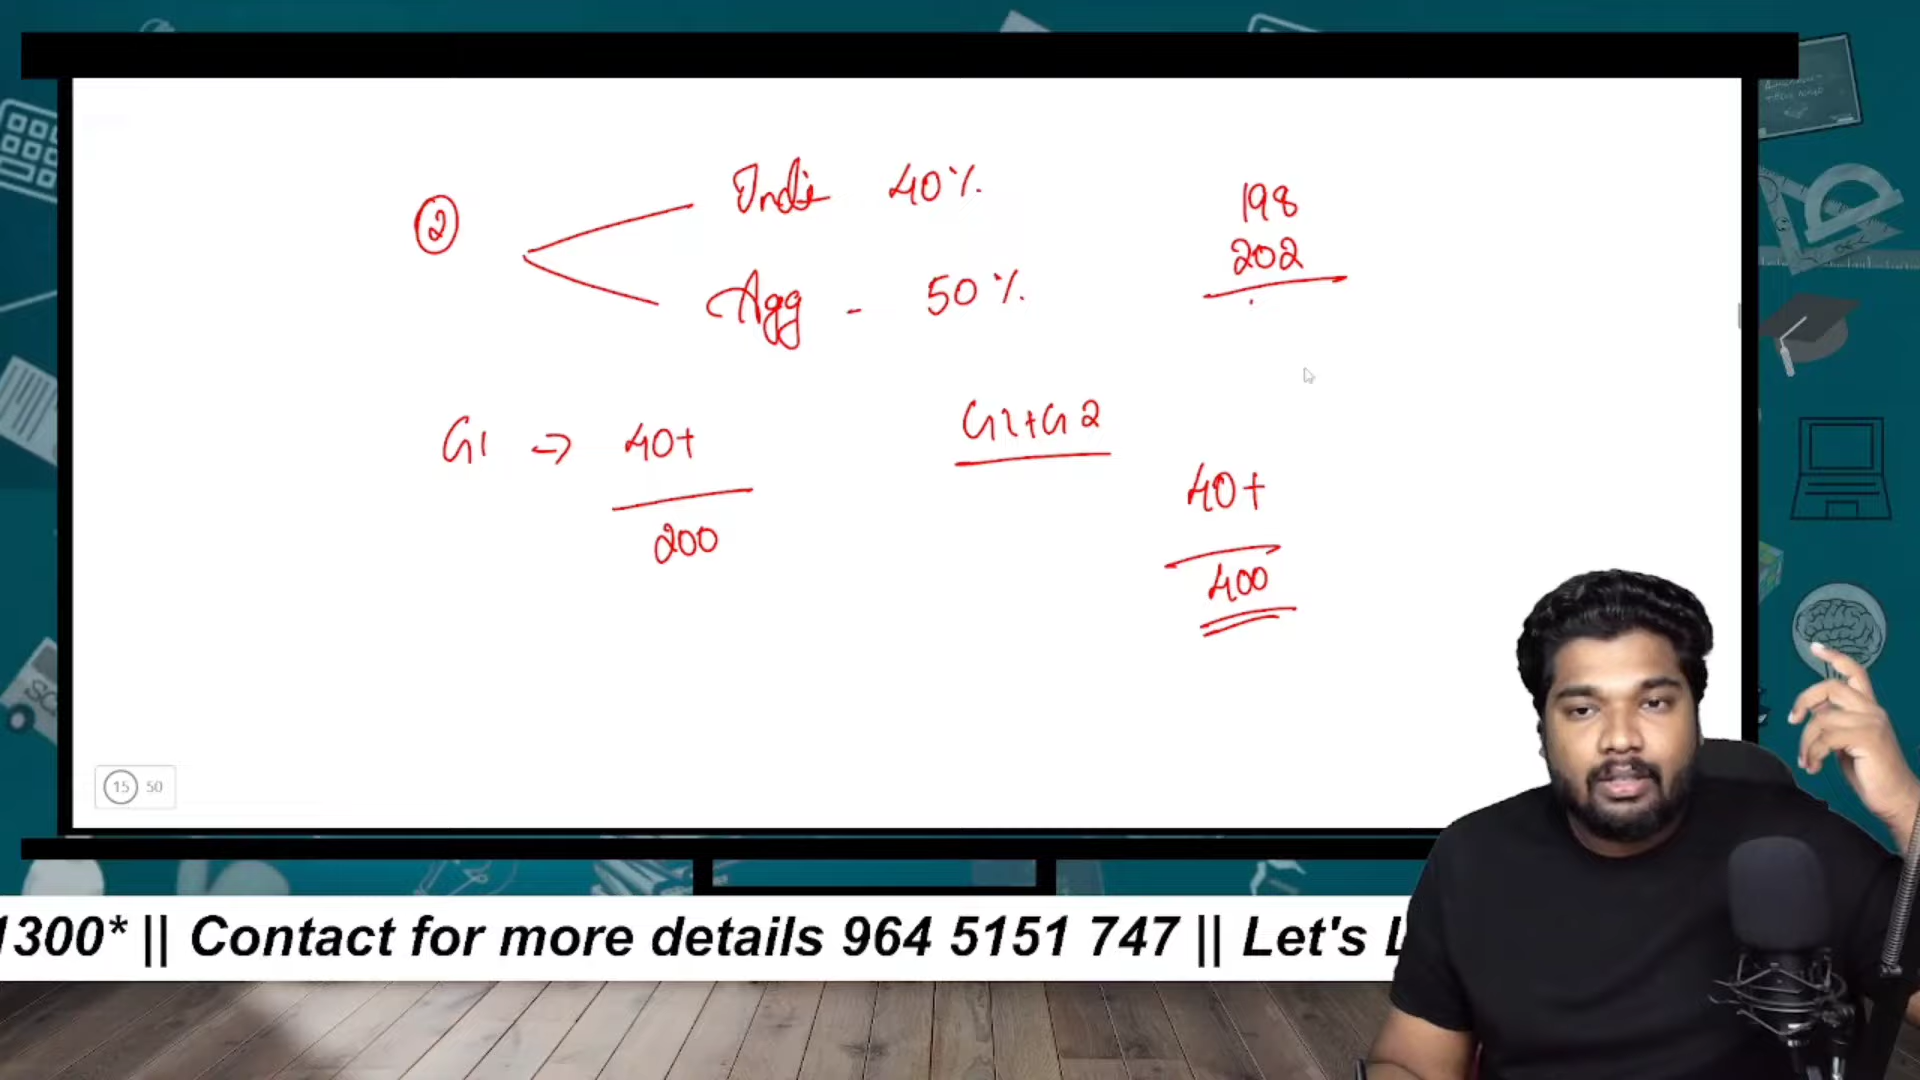 ② Indi 40%
Agg - 50%
198
202
G1 → 40+
200
G1+G2
40+
400
15 50
1300* || Contact for more details 964 5151 747 || Let's L